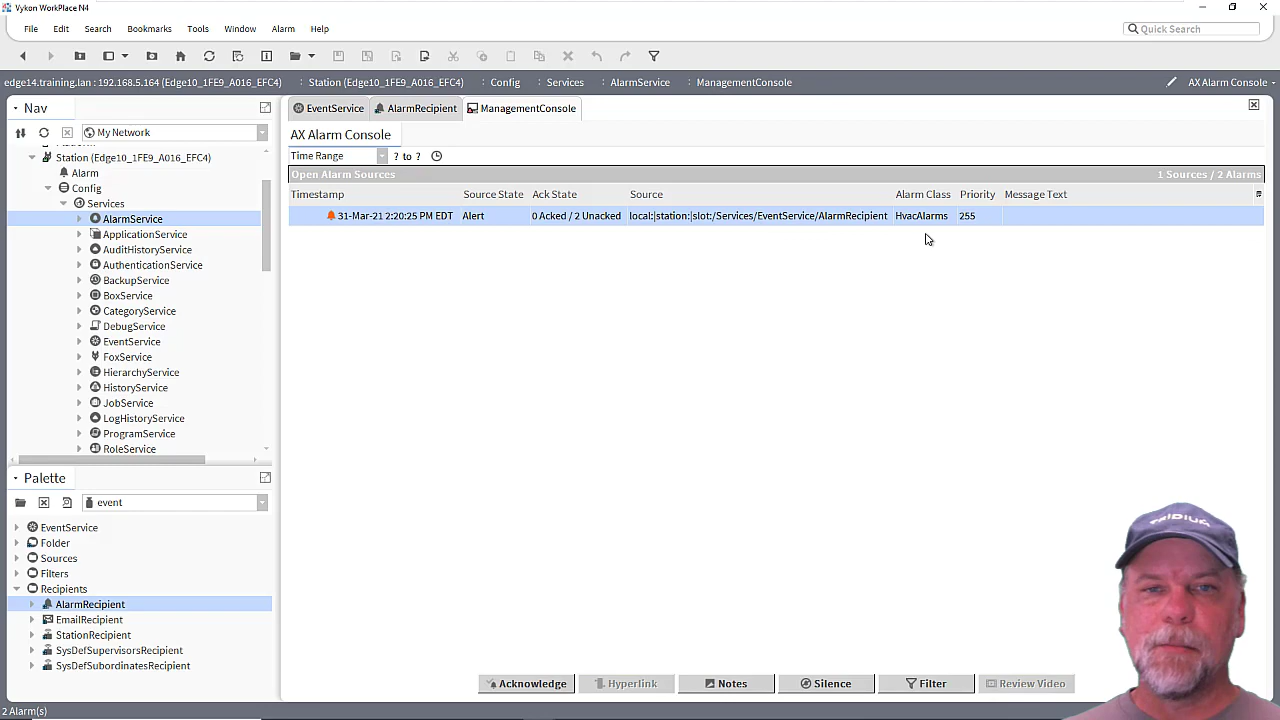 Vykon WorkPlace N4
File Edit Search Bookmarks Tools Window Alarm Help
Quick Search
edge14.training.lan : 192.168.5.164 (Edge10_1FE9_A016_EFC4) Station (Edge10_1FE9_A016_EFC4) Config Services AlarmService ManagementConsole AX Alarm Console
Nav
My Network
Station (Edge10_1FE9_A016_EFC4)
Alarm
Config
Services
AlarmService
ApplicationService
AuditHistoryService
AuthenticationService
BackupService
BoxService
CategoryService
DebugService
EventService
FoxService
HierarchyService
HistoryService
JobService
LogHistoryService
ProgramService
RoleService
Palette
event
EventService
Folder
Sources
Filters
Recipients
AlarmRecipient
EmailRecipient
StationRecipient
SysDefSupervisorsRecipient
SysDefSubordinatesRecipient
EventService AlarmRecipient ManagementConsole
AX Alarm Console
Time Range ? to ?
Open Alarm Sources 1 Sources / 2 Alarms
Timestamp Source State Ack State Source Alarm Class Priority Message Text
31-Mar-21 2:20:25 PM EDT Alert 0 Acked / 2 Unacked local:|station:|slot:/Services/EventService/AlarmRecipient HvacAlarms 255
Acknowledge Hyperlink Notes Silence Filter Review Video
TRIDIUM
2 Alarm(s)